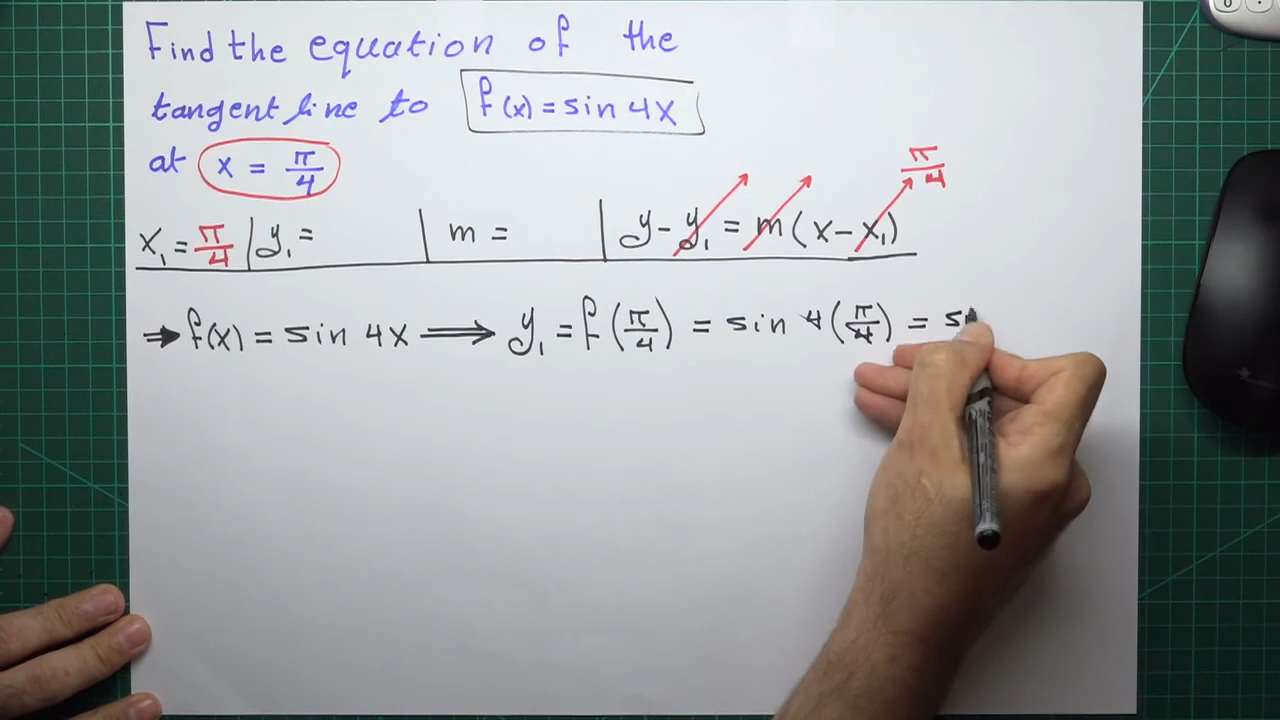 Find the equation of the
tangent line to f(x) = sin 4x
at x = π/4
x₁ = π/4 | y₁ = | m = | y - y₁ = m(x - x₁) π/4
⇒ f(x) = sin 4x ⟹ y₁ = f(π/4) = sin 4(π/4) =